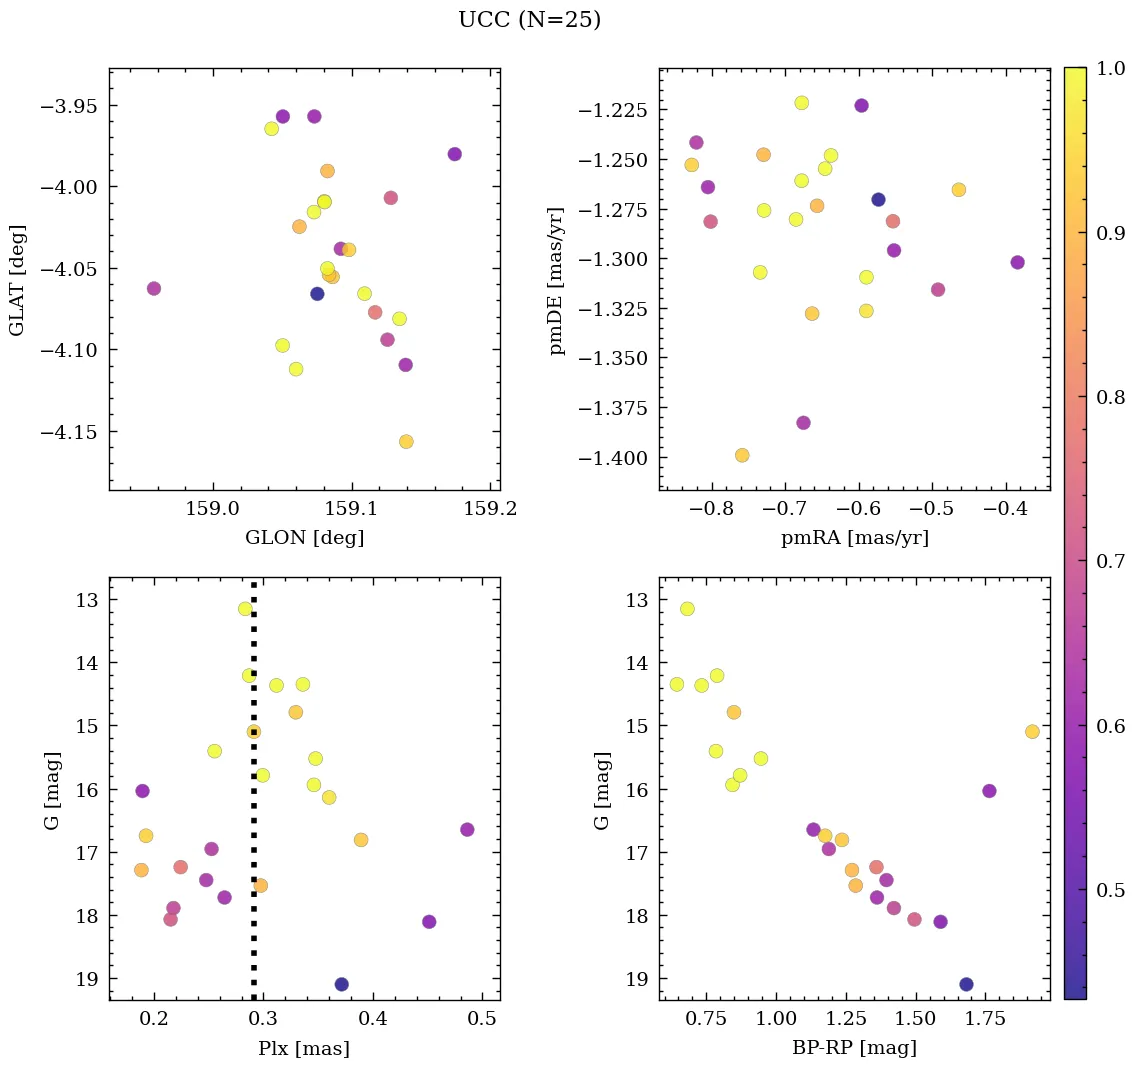 UCC (N=25)
−3.95
−4.00
−4.05
−4.10
−4.15
GLAT [deg]
159.0 159.1 159.2
GLON [deg]
−1.225
−1.250
−1.275
−1.300
−1.325
−1.350
−1.375
−1.400
pmDE [mas/yr]
−0.8 −0.7 −0.6 −0.5 −0.4
pmRA [mas/yr]
13
14
15
16
17
18
19
G [mag]
0.2 0.3 0.4 0.5
Plx [mas]
13
14
15
16
17
18
19
G [mag]
0.75 1.00 1.25 1.50 1.75
BP-RP [mag]
1.0
0.9
0.8
0.7
0.6
0.5